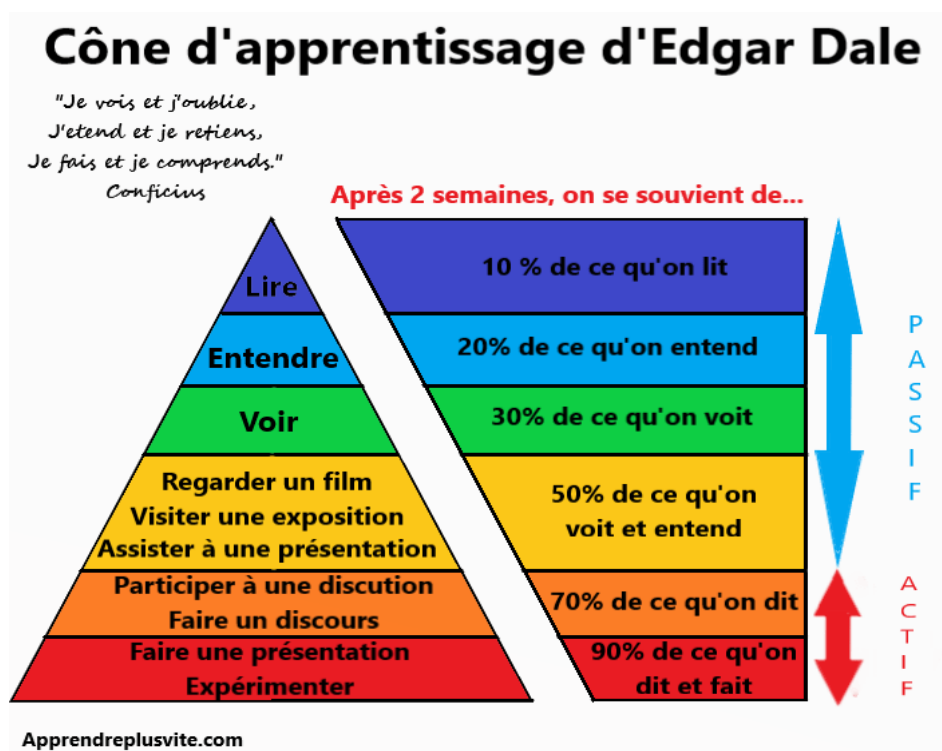 Cône d'apprentissage d'Edgar Dale
"Je vois et j'oublie,
J'etend et je retiens,
Je fais et je comprends."
Conficius
Après 2 semaines, on se souvient de...
Lire
10 % de ce qu'on lit
Entendre
20% de ce qu'on entend
Voir
30% de ce qu'on voit
Regarder un film
Visiter une exposition
Assister à une présentation
50% de ce qu'on
voit et entend
Participer à une discution
Faire un discours
70% de ce qu'on dit
Faire une présentation
Expérimenter
90% de ce qu'on
dit et fait
PASSIF
ACTIF
Apprendreplusvite.com